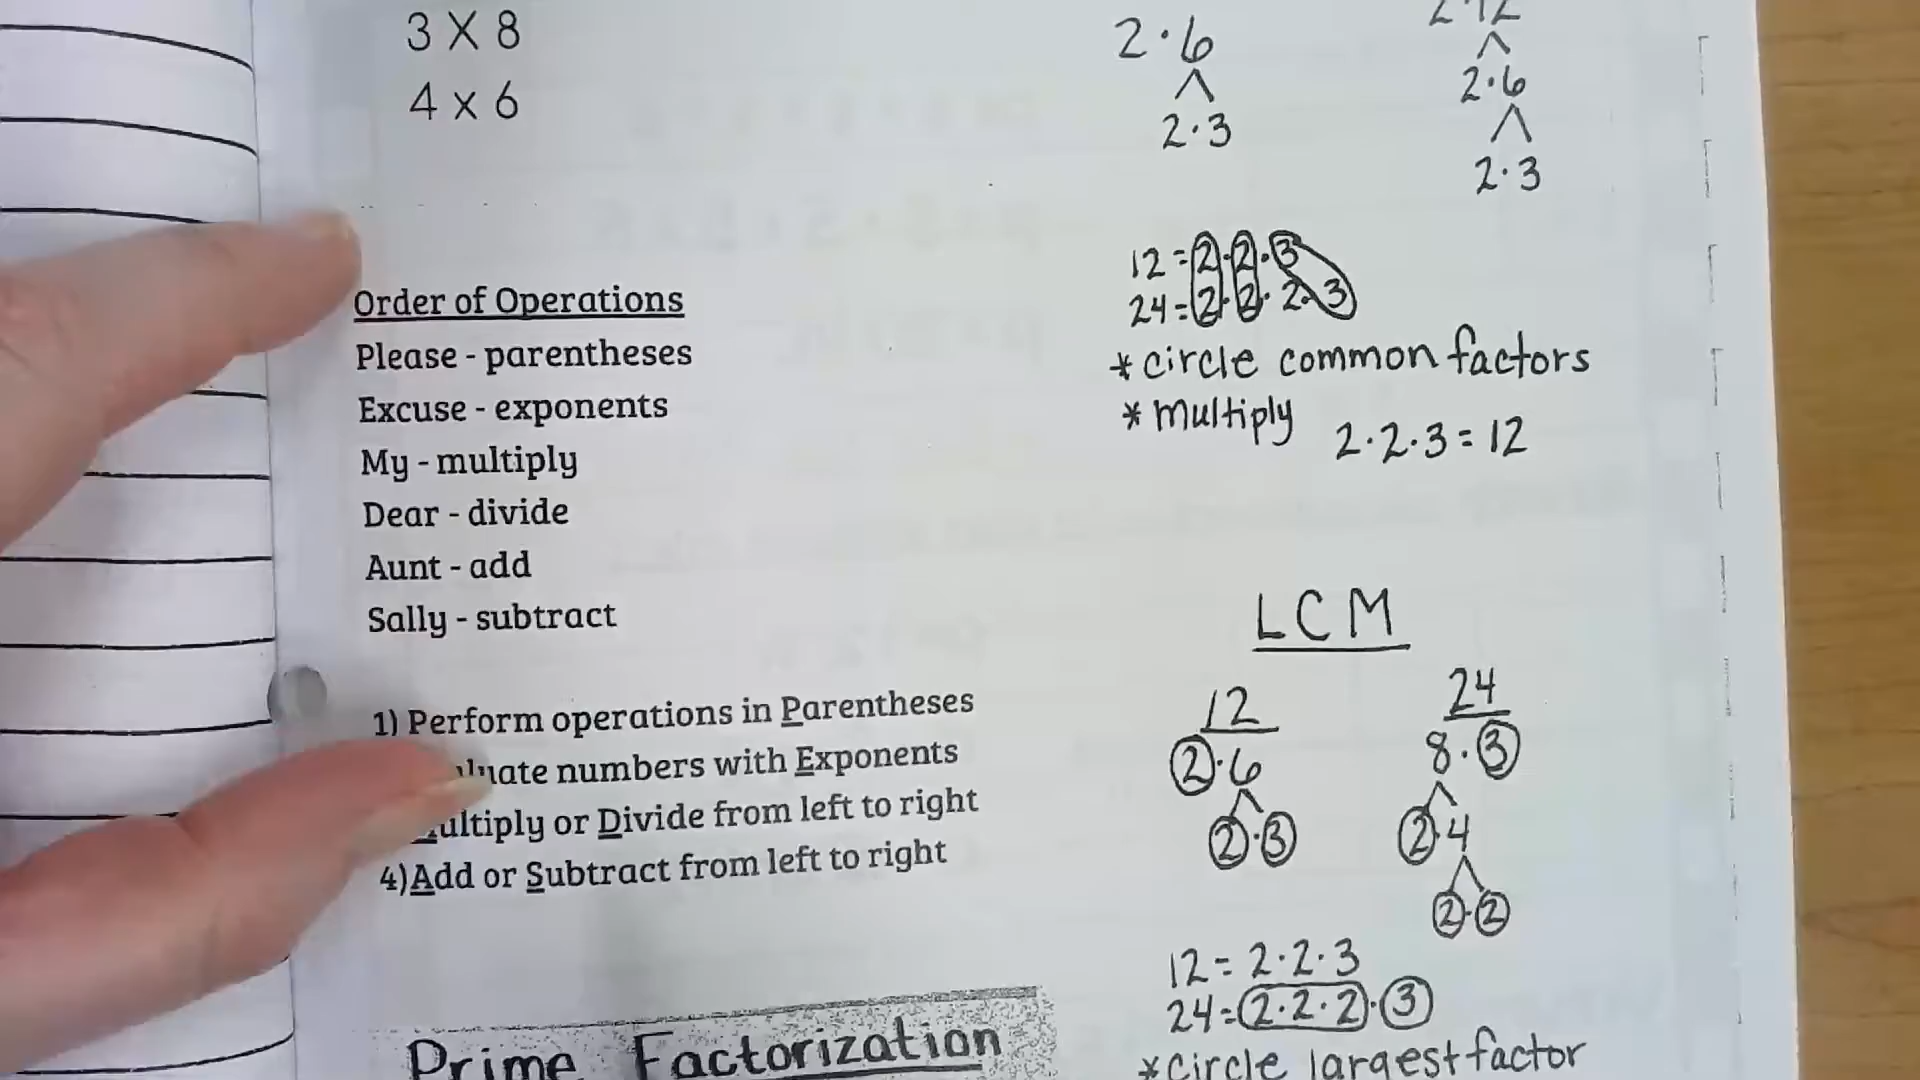 3 X 8
4 x 6
Order of Operations
Please - parentheses
Excuse - exponents
My - multiply
Dear - divide
Aunt - add
Sally - subtract
1) Perform operations in Parentheses
numbers with Exponents
Multiply or Divide from left to right
4)Add or Subtract from left to right
Prime Factorization
2·6
2·3
2·12
2·6
2·3
12=2·2·3
24=2·2·2·3
*circle common factors
*multiply 2·2·3=12
LCM
12
2·6
2·3
24
8·3
2·4
2·2
12=2·2·3
24=2·2·2·3
*circle largest factor